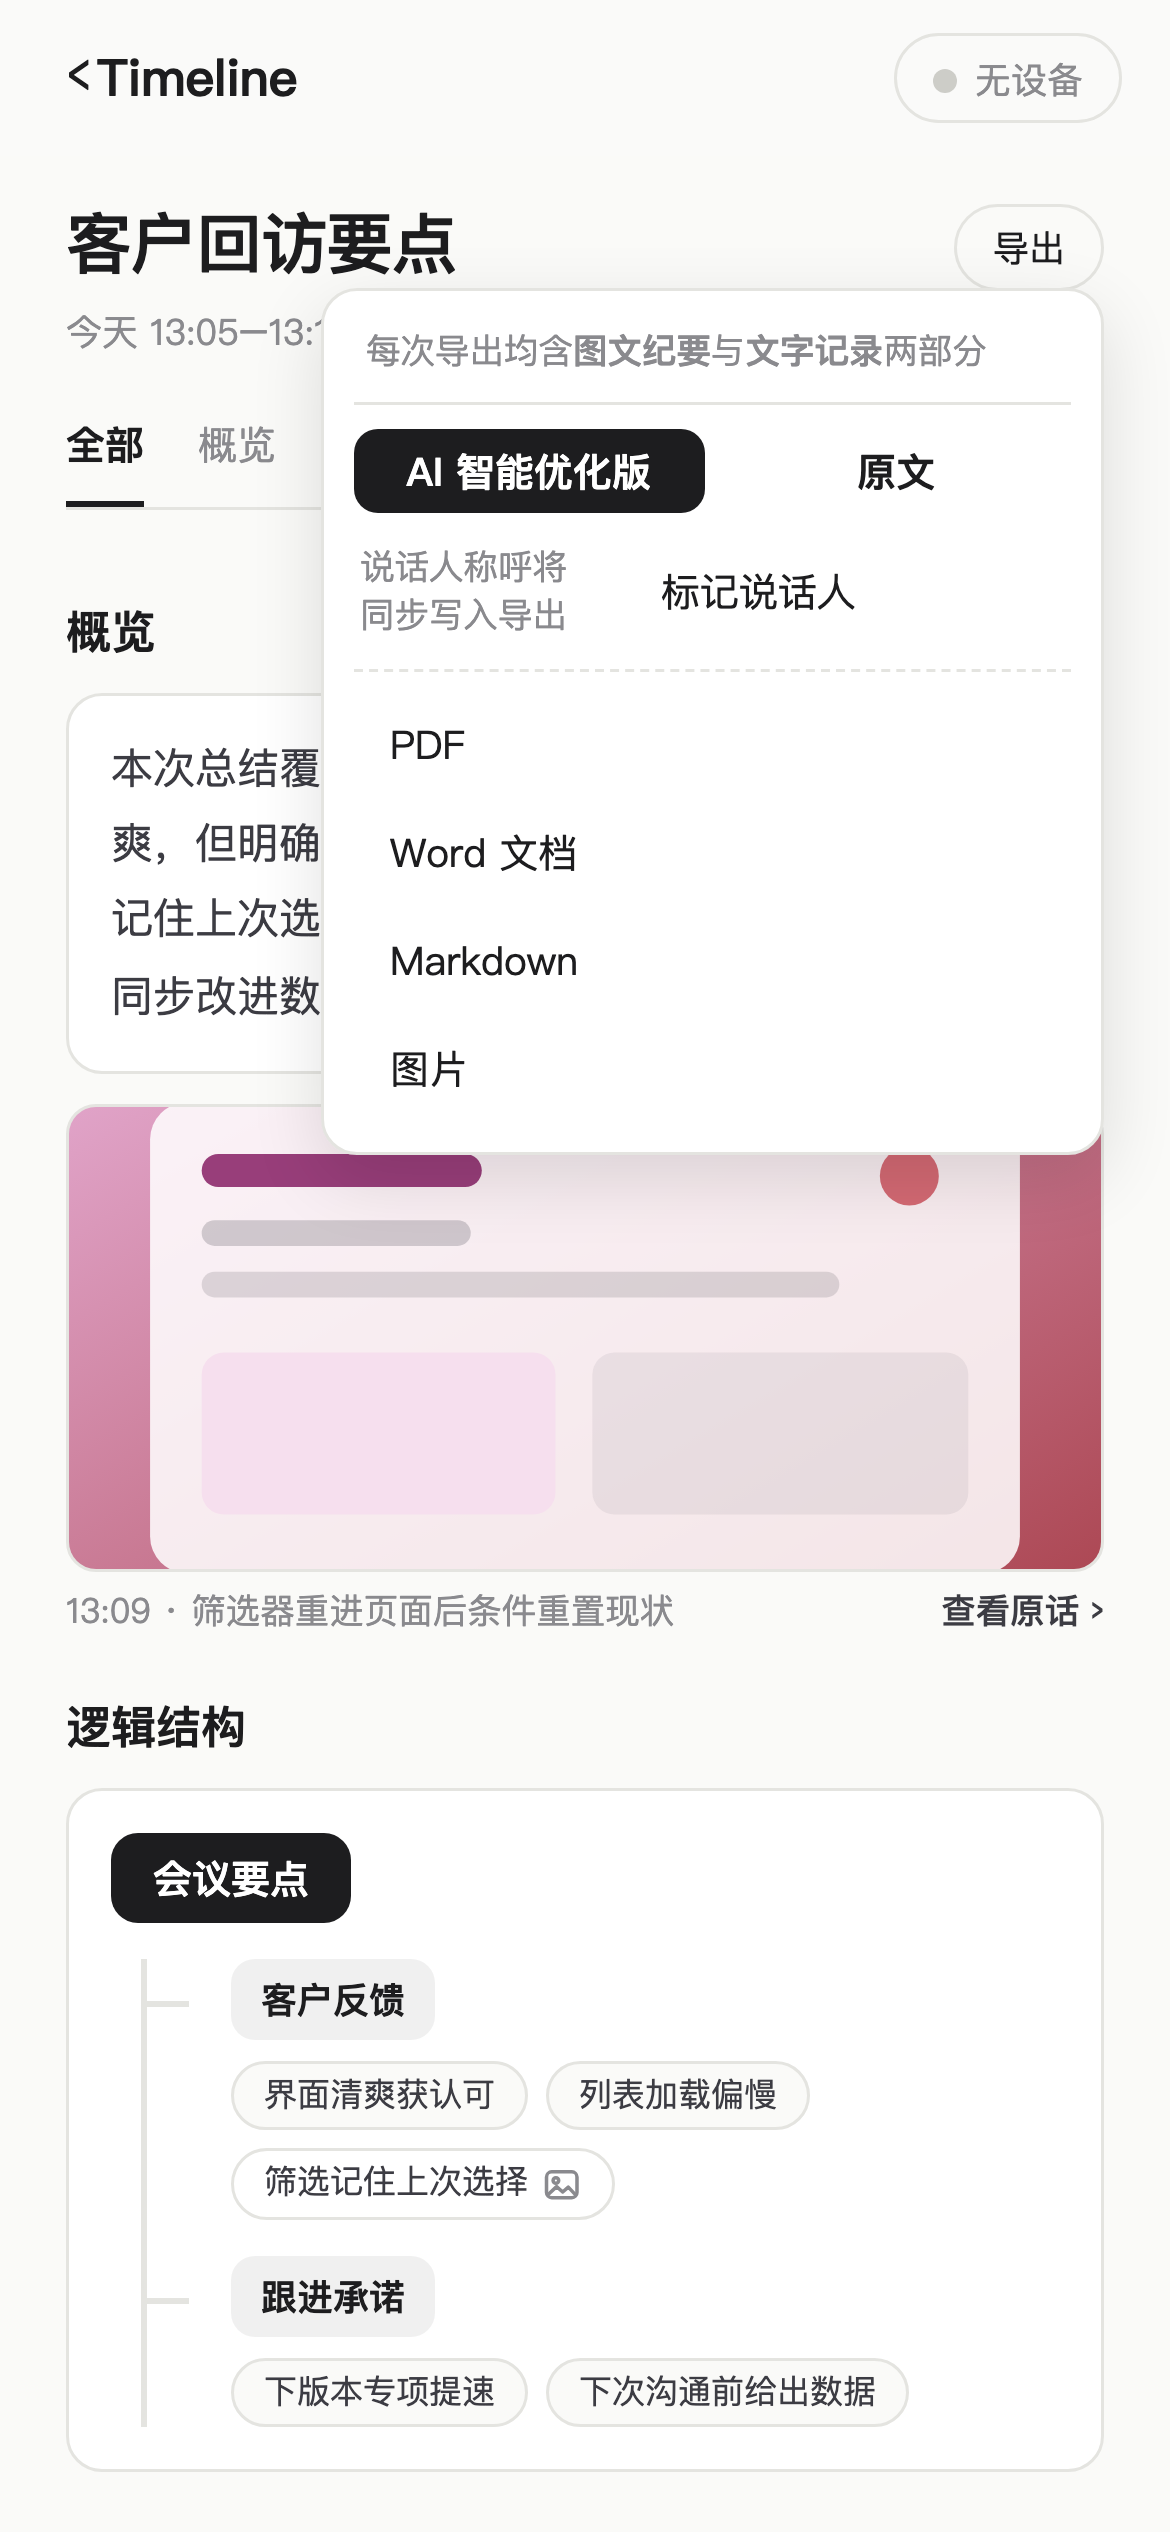 Timeline
无设备
客户回访要点
导出
今天 13:05–13:1
每次导出均含图文纪要与文字记录两部分
全部
概览
AI 智能优化版
原文
说话人称呼将
同步写入导出
标记说话人
概览
PDF
本次总结覆
爽，但明确
记住上次选
同步改进数
Word 文档
Markdown
图片
13:09 · 筛选器重进页面后条件重置现状
查看原话 ›
逻辑结构
会议要点
客户反馈
界面清爽获认可
列表加载偏慢
筛选记住上次选择
跟进承诺
下版本专项提速
下次沟通前给出数据